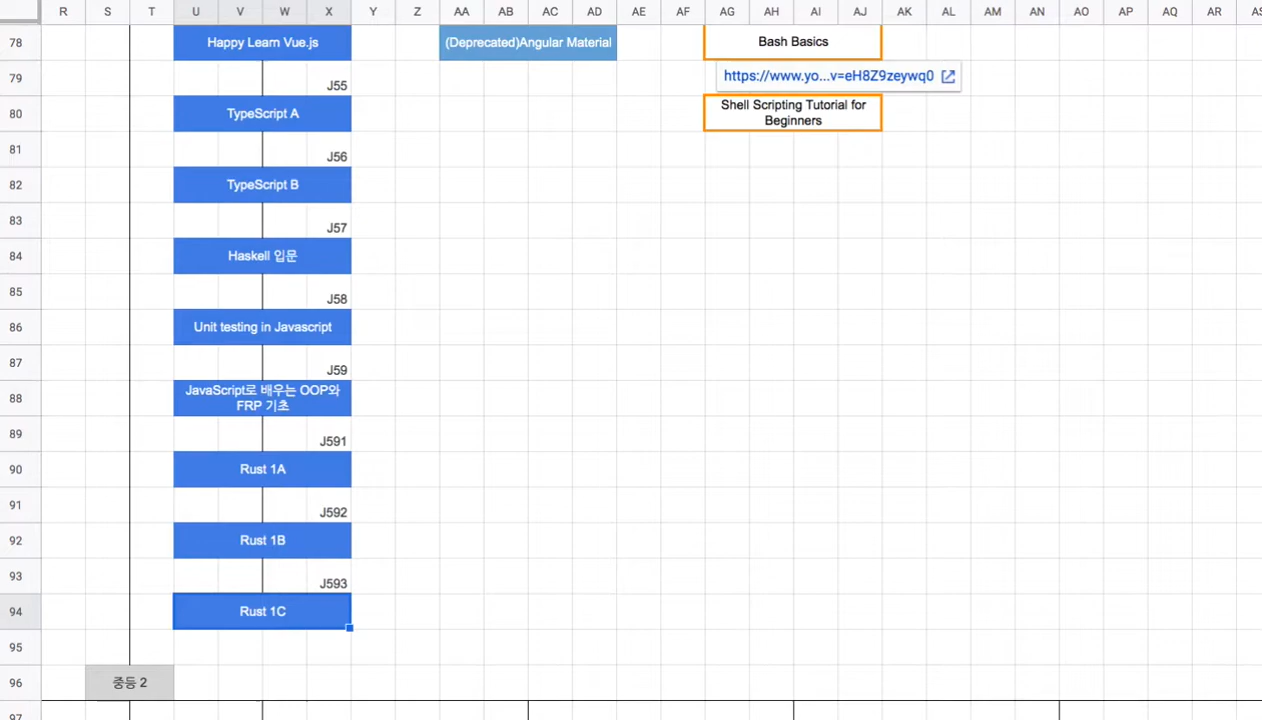 R S T U V W X Y Z AA AB AC AD AE AF AG AH AI AJ AK AL AM AN AO AP AQ AR AS
78 Happy Learn Vue.js (Deprecated)Angular Material Bash Basics
79 J55 https://www.yo...v=eH8Z9zeywq0
80 TypeScript A Shell Scripting Tutorial for
Beginners
81 J56
82 TypeScript B
83 J57
84 Haskell 입문
85 J58
86 Unit testing in Javascript
87 J59
88 JavaScript로 배우는 OOP와
FRP 기초
89 J591
90 Rust 1A
91 J592
92 Rust 1B
93 J593
94 Rust 1C
95
96 중등 2
97